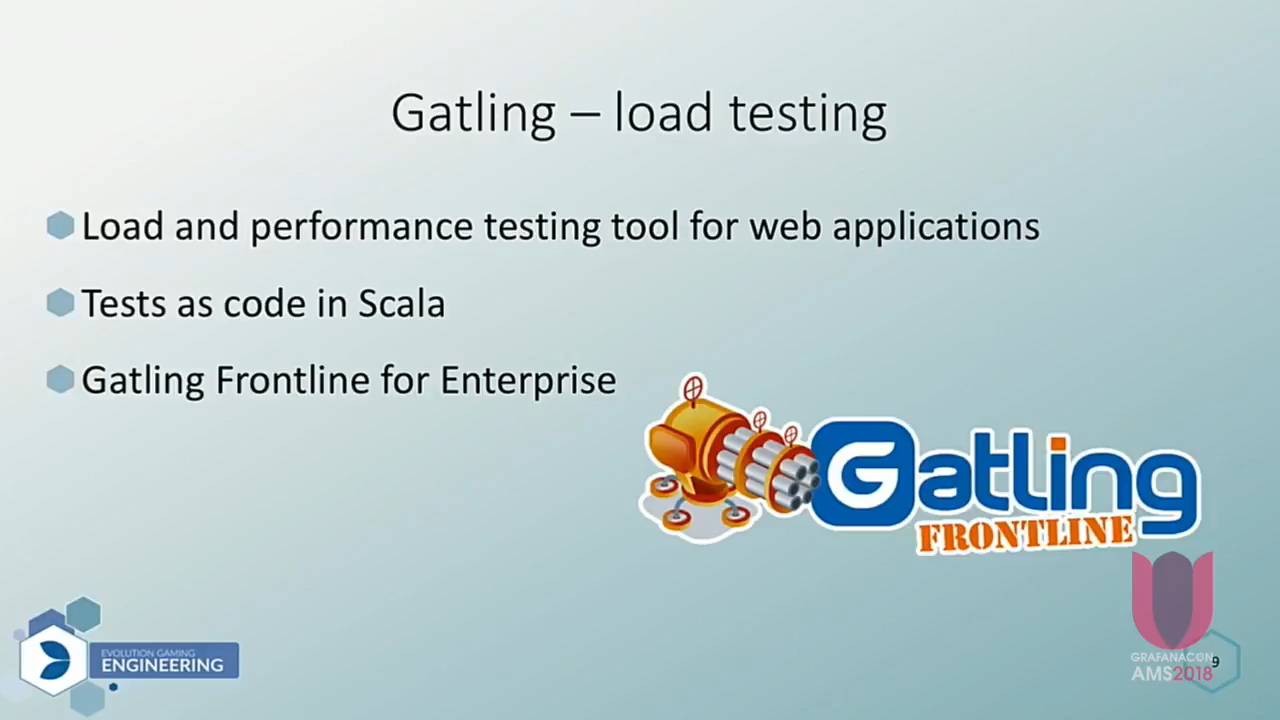 Gatling – load testing
Load and performance testing tool for web applications
Tests as code in Scala
Gatling Frontline for Enterprise
Gatling
FRONTLINE
EVOLUTION GAMING
ENGINEERING
GRAFANACON
AMS2018
9